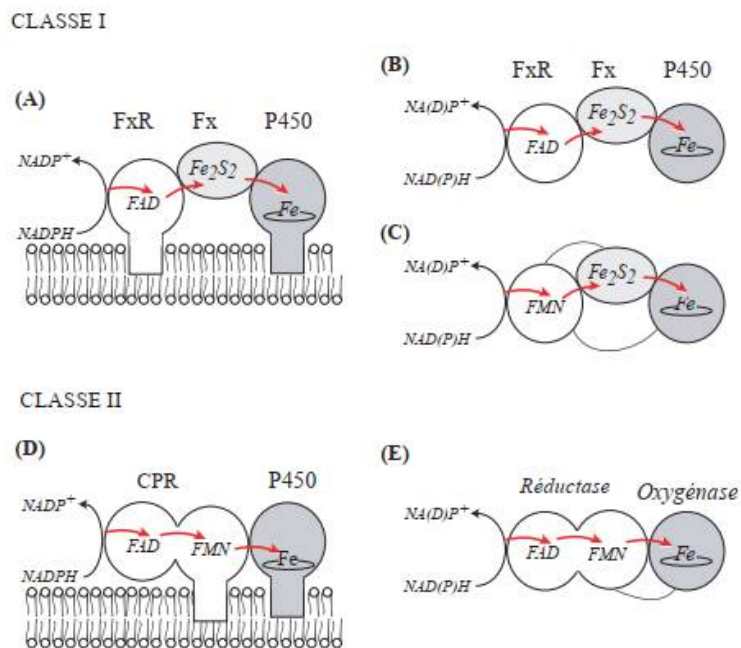 CLASSE I
(A)
FxR Fx P450
NADP+
FAD
Fe2S2
Fe
NADPH
(B)
FxR Fx P450
NA(D)P+
FAD
Fe2S2
Fe
NAD(P)H
(C)
NA(D)P+
FMN
Fe2S2
Fe
NAD(P)H
CLASSE II
(D)
CPR P450
NADP+
FAD FMN Fe
NADPH
(E)
Réductase Oxygénase
NA(D)P+
FAD FMN Fe
NAD(P)H